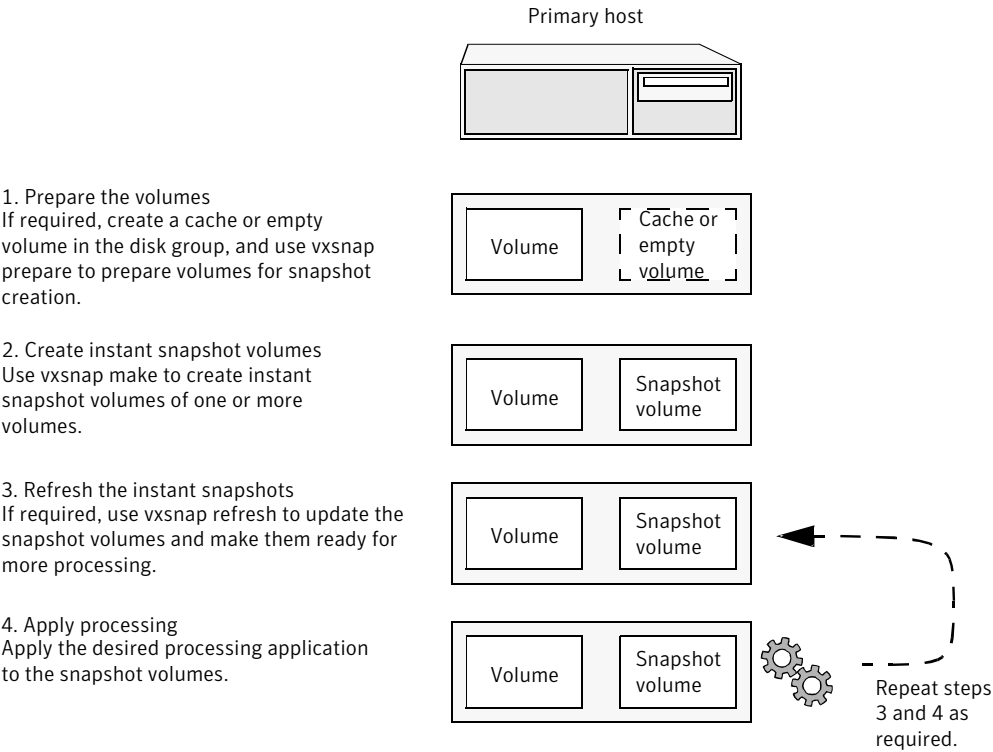 Primary host
1. Prepare the volumes
If required, create a cache or empty
volume in the disk group, and use vxsnap
prepare to prepare volumes for snapshot
creation.
Volume
Cache or
empty
volume
2. Create instant snapshot volumes
Use vxsnap make to create instant
snapshot volumes of one or more
volumes.
Volume
Snapshot
volume
3. Refresh the instant snapshots
If required, use vxsnap refresh to update the
snapshot volumes and make them ready for
more processing.
Volume
Snapshot
volume
4. Apply processing
Apply the desired processing application
to the snapshot volumes.
Volume
Snapshot
volume
Repeat steps
3 and 4 as
required.